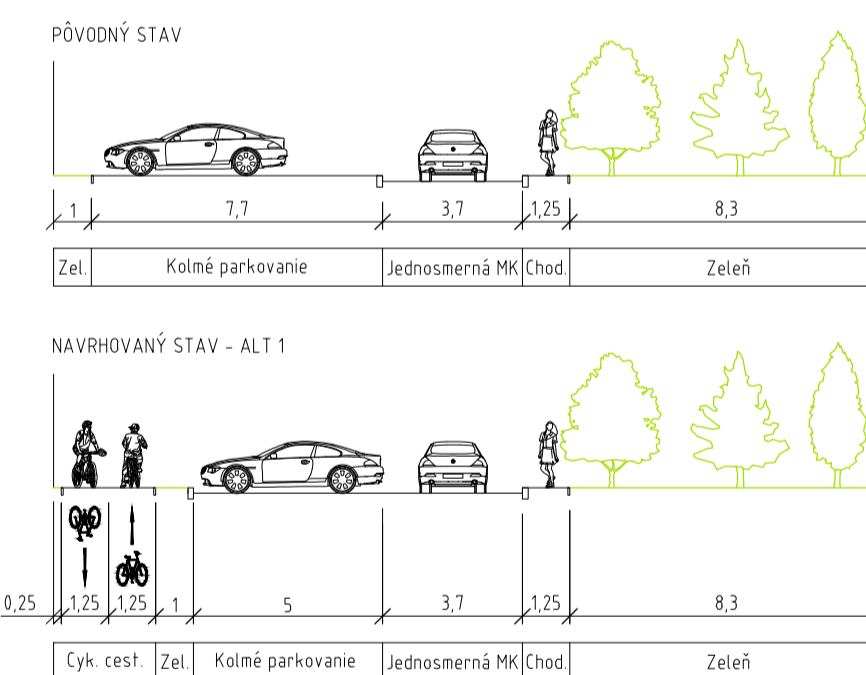 PÔVODNÝ STAV
1 7,7 3,7 1,25 8,3
Zel. Kolmé parkovanie Jednosmerná MK Chod. Zeleň
NAVRHOVANÝ STAV - ALT 1
0,25 1,25 1,25 1 5 3,7 1,25 8,3
Cyk. cest. Zel. Kolmé parkovanie Jednosmerná MK Chod. Zeleň